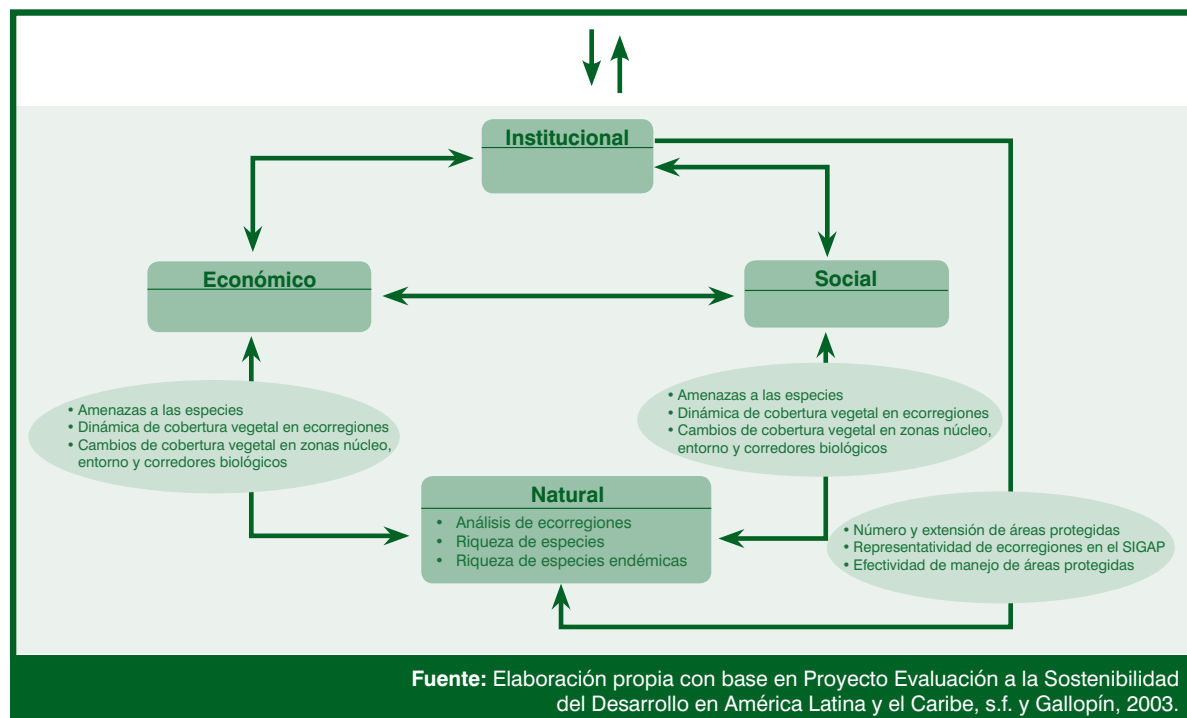 Institucional
Económico
Social
• Amenazas a las especies
• Dinámica de cobertura vegetal en ecorregiones
• Cambios de cobertura vegetal en zonas núcleo,
entorno y corredores biológicos
• Amenazas a las especies
• Dinámica de cobertura vegetal en ecorregiones
• Cambios de cobertura vegetal en zonas núcleo,
entorno y corredores biológicos
Natural
• Análisis de ecorregiones
• Riqueza de especies
• Riqueza de especies endémicas
• Número y extensión de áreas protegidas
• Representatividad de ecorregiones en el SIGAP
• Efectividad de manejo de áreas protegidas
Fuente: Elaboración propia con base en Proyecto Evaluación a la Sostenibilidad
del Desarrollo en América Latina y el Caribe, s.f. y Gallopín, 2003.